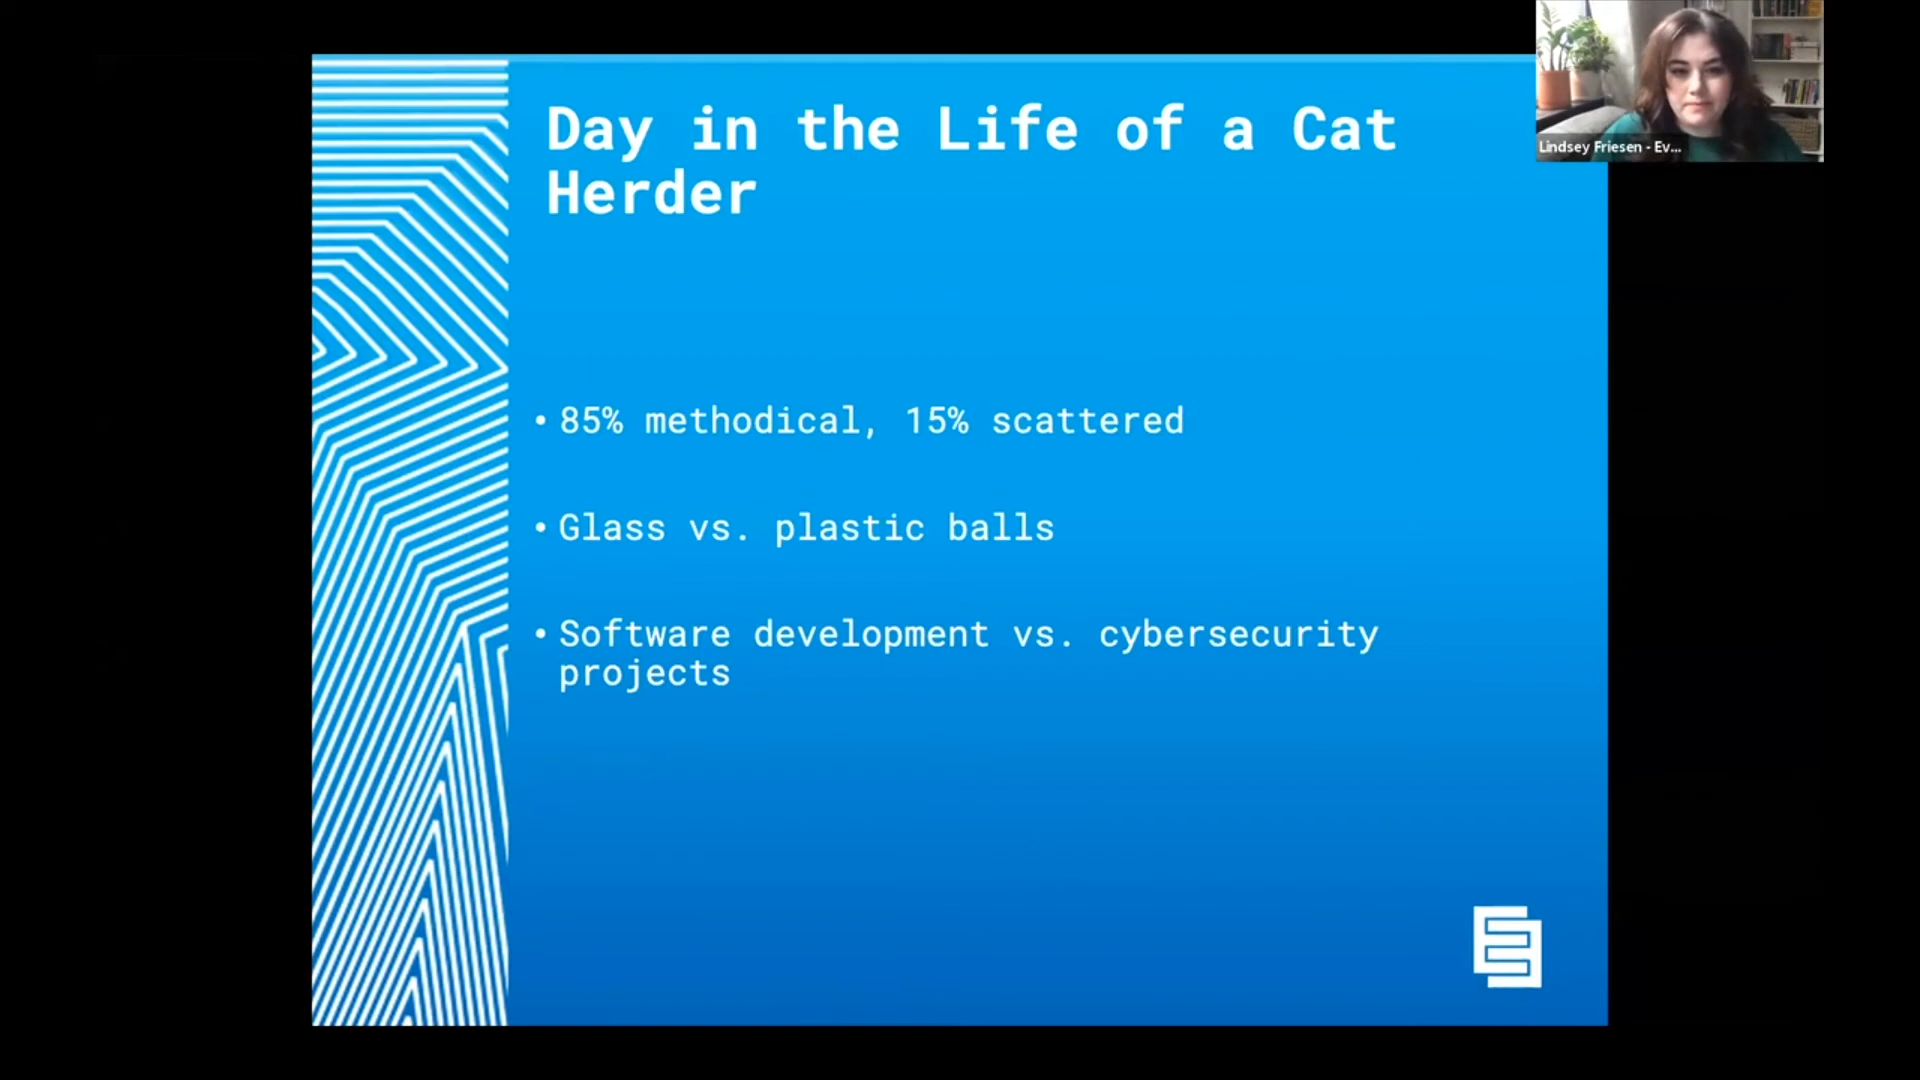 Day in the Life of a Cat
Herder
• 85% methodical, 15% scattered
• Glass vs. plastic balls
• Software development vs. cybersecurity
projects
Lindsey Friesen - Ev...